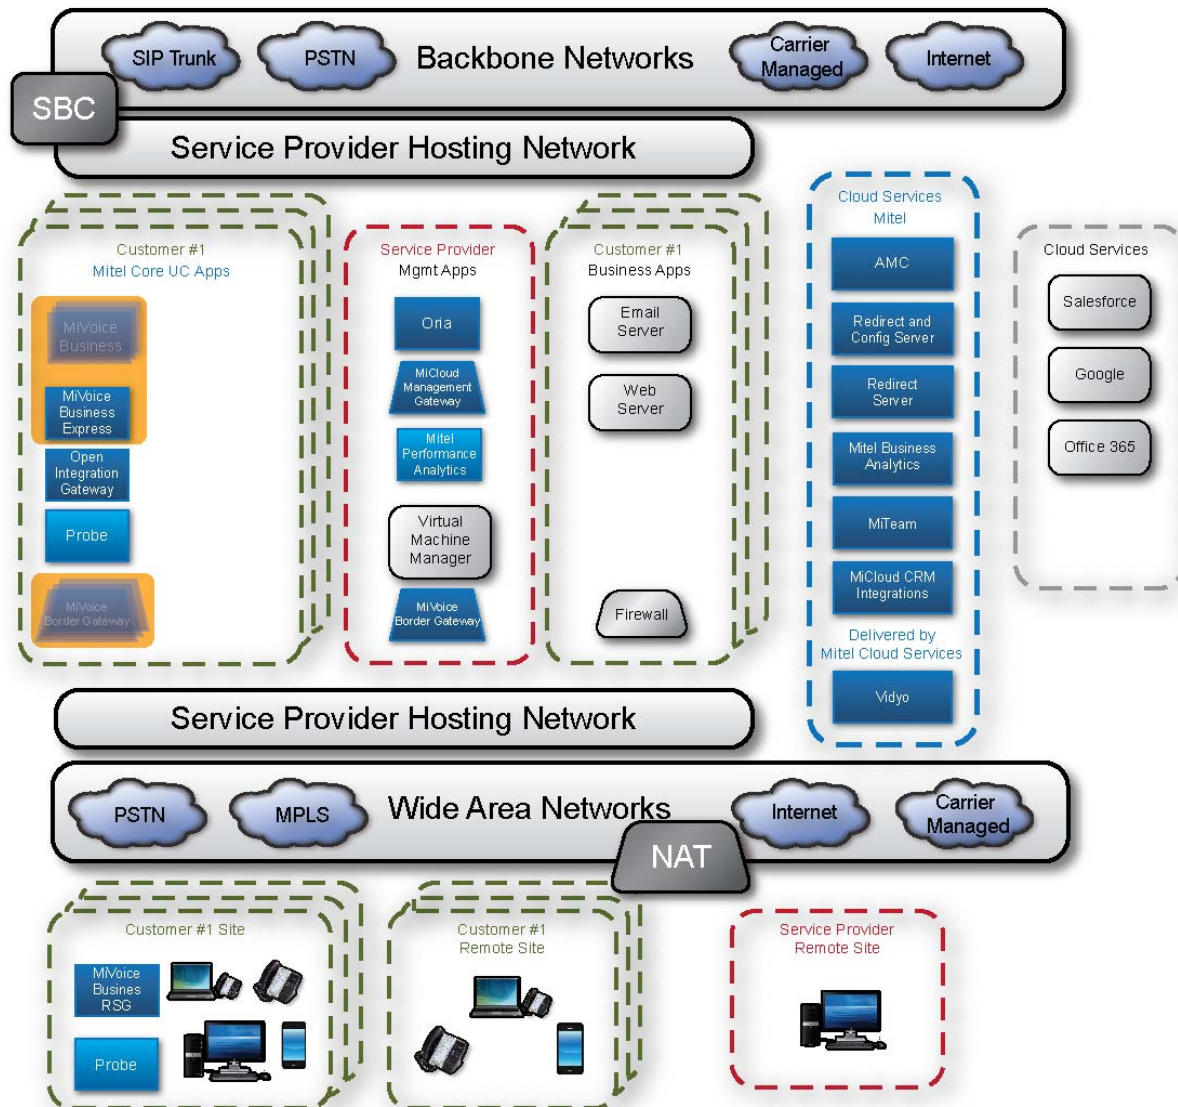 SIP Trunk
PSTN
Backbone Networks
Carrier
Managed
Internet
SBC
Service Provider Hosting Network
Customer #1
Mitel Core UC Apps
MiVoice
Business
MiVoice
Business
Express
Open
Integration
Gateway
Probe
MiVoice
Border Gateway
Service Provider
Mgmt Apps
Oria
MiCloud
Management
Gateway
Mitel
Performance
Analytics
Virtual
Machine
Manager
MiVoice
Border Gateway
Customer #1
Business Apps
Email
Server
Web
Server
Firewall
Cloud Services
Mitel
AMC
Redirect and
Config Server
Redirect
Server
Mitel Business
Analytics
MiTeam
MiCloud CRM
Integrations
Delivered by
Mitel Cloud Services
Vidyo
Cloud Services
Salesforce
Google
Office 365
Service Provider Hosting Network
PSTN
MPLS
Wide Area Networks
Internet
Carrier
Managed
NAT
Customer #1 Site
MiVoice
Busines
RSG
Probe
Customer #1
Remote Site
Service Provider
Remote Site